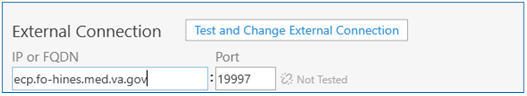 External Connection Test and Change External Connection
IP or FQDN Port
ecp.fo-hines.med.va.gov : 19997 Not Tested